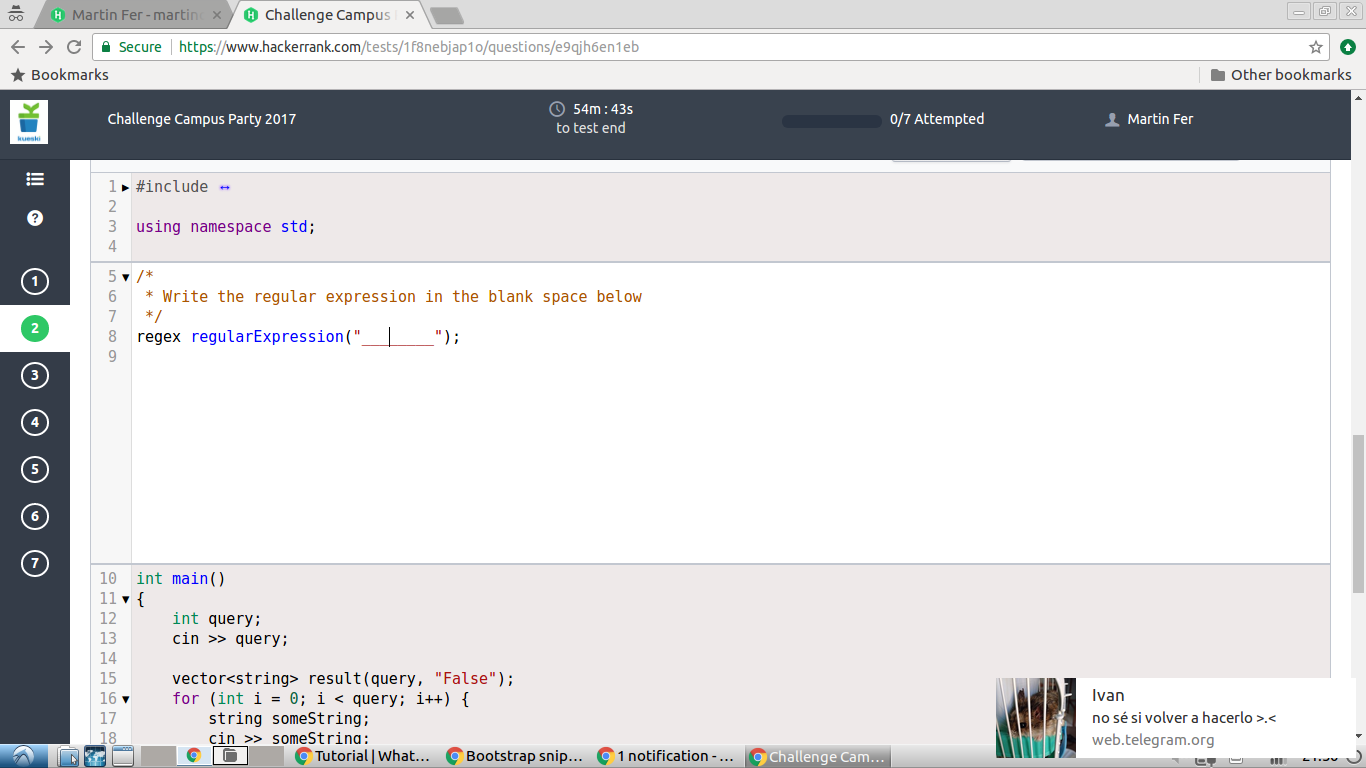 Martin Fer - martin
Challenge Campus
Secure
https://www.hackerrank.com/tests/1f8nebjap1o/questions/e9qjh6en1eb
Bookmarks
Other bookmarks
kueski
Challenge Campus Party 2017
54m : 43s
to test end
0/7 Attempted
Martin Fer
?
1
2
3
4
5
6
7
1 #include
2
3 using namespace std;
4
5 /*
6 * Write the regular expression in the blank space below
7 */
8 regex regularExpression("________");
9
10 int main()
11 {
12 int query;
13 cin >> query;
14
15 vector<string> result(query, "False");
16 for (int i = 0; i < query; i++) {
17 string someString;
18 cin >> someString;
Ivan
no sé si volver a hacerlo >.<
web.telegram.org
Tutorial | What...
Bootstrap snip...
1 notification - ...
Challenge Cam...